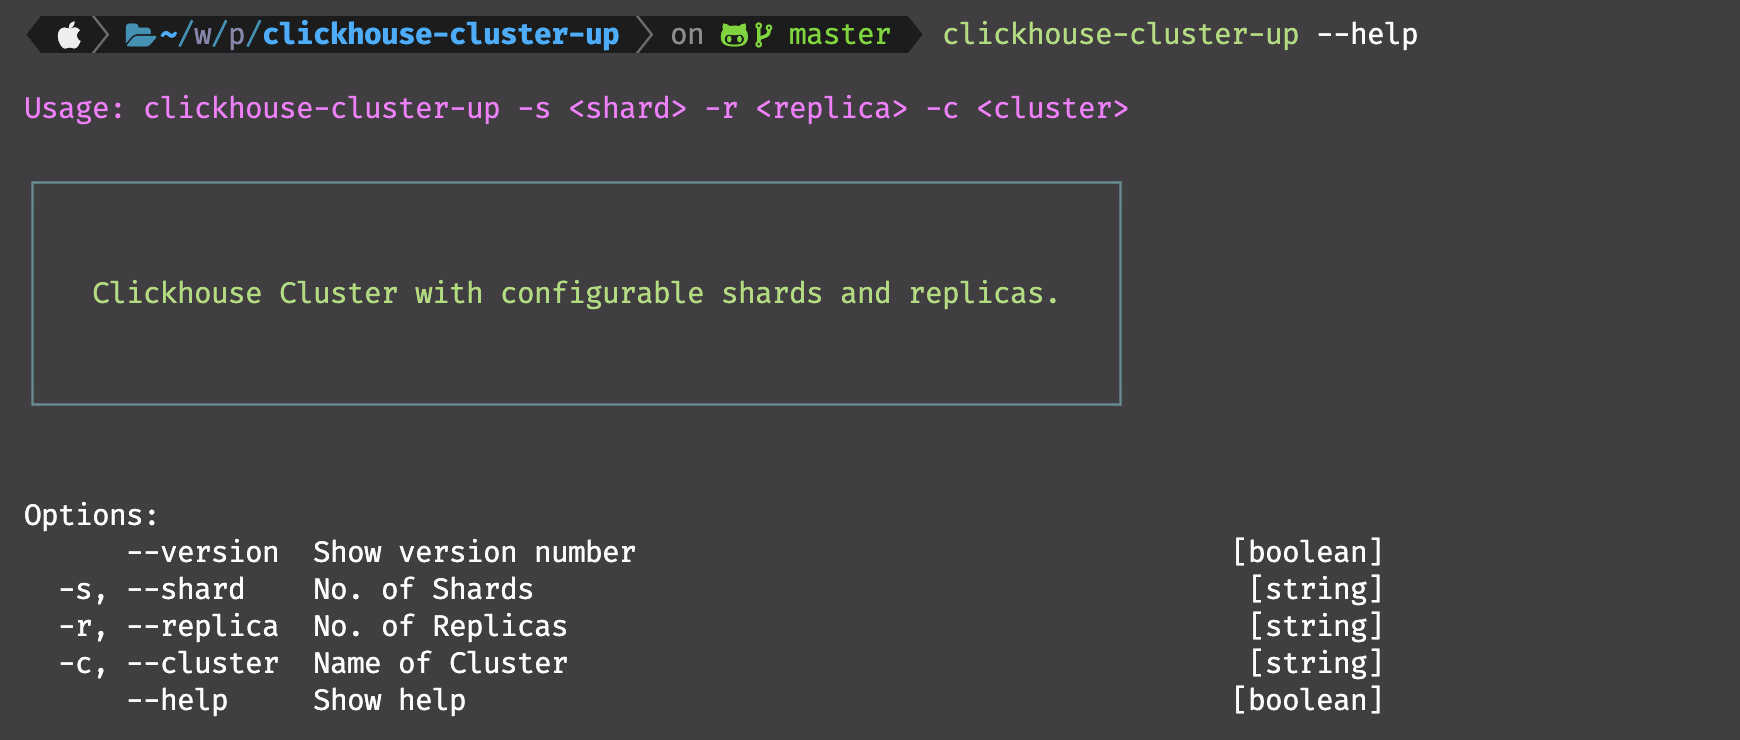 ~/w/p/clickhouse-cluster-up on master clickhouse-cluster-up --help
Usage: clickhouse-cluster-up -s <shard> -r <replica> -c <cluster>
Clickhouse Cluster with configurable shards and replicas.
Options:
--version Show version number [boolean]
-s, --shard No. of Shards [string]
-r, --replica No. of Replicas [string]
-c, --cluster Name of Cluster [string]
--help Show help [boolean]